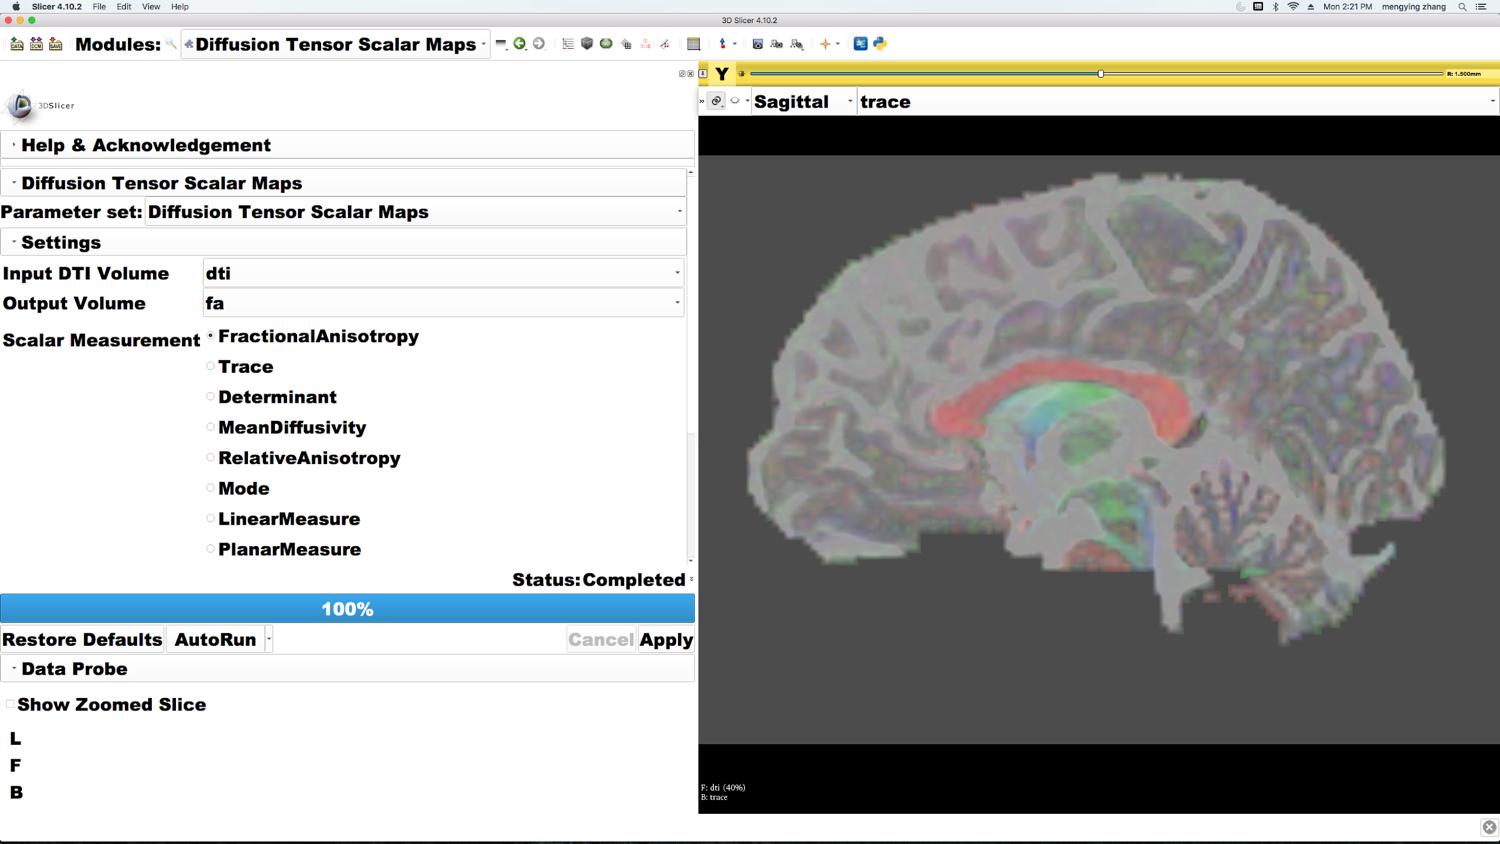 Slicer 4.10.2 File Edit View Help Mon 2:21 PM mengying zhang
3D Slicer 4.10.2
DATA DCM SAVE Modules: Diffusion Tensor Scalar Maps
Y R: 1.500mm
3DSlicer
Sagittal trace
Help & Acknowledgement
Diffusion Tensor Scalar Maps
Parameter set: Diffusion Tensor Scalar Maps
Settings
Input DTI Volume dti
Output Volume fa
Scalar Measurement FractionalAnisotropy
Trace
Determinant
MeanDiffusivity
RelativeAnisotropy
Mode
LinearMeasure
PlanarMeasure
Status: Completed
100%
Restore Defaults AutoRun Cancel Apply
Data Probe
Show Zoomed Slice
L
F
B
F: dti (40%)
B: trace